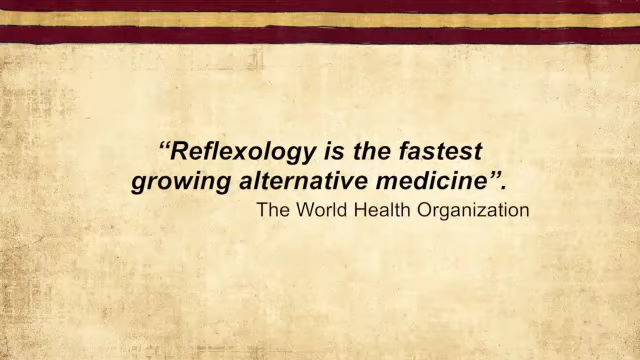 “Reflexology is the fastest
growing alternative medicine”.
The World Health Organization